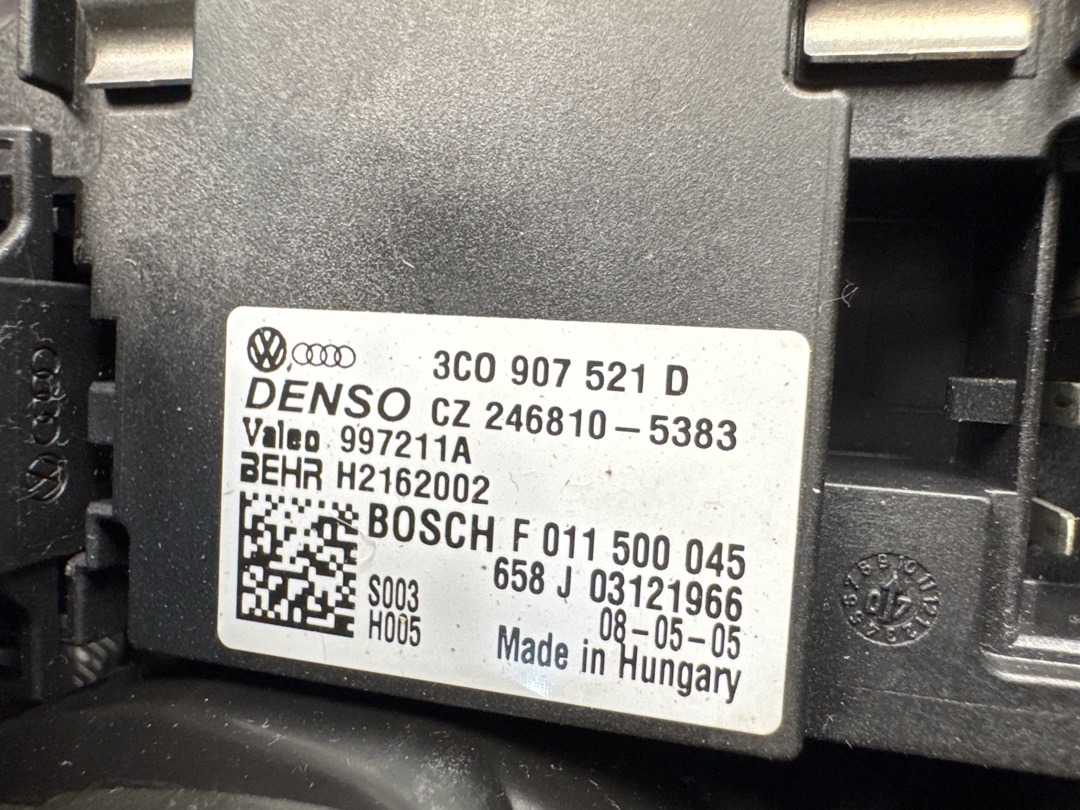 3C0 907 521 D
DENSO CZ 246810-5383
Valeo 997211A
BEHR H2162002
BOSCH F 011 500 045
658 J 03121966
S003
08-05-05
H005
Made in Hungary